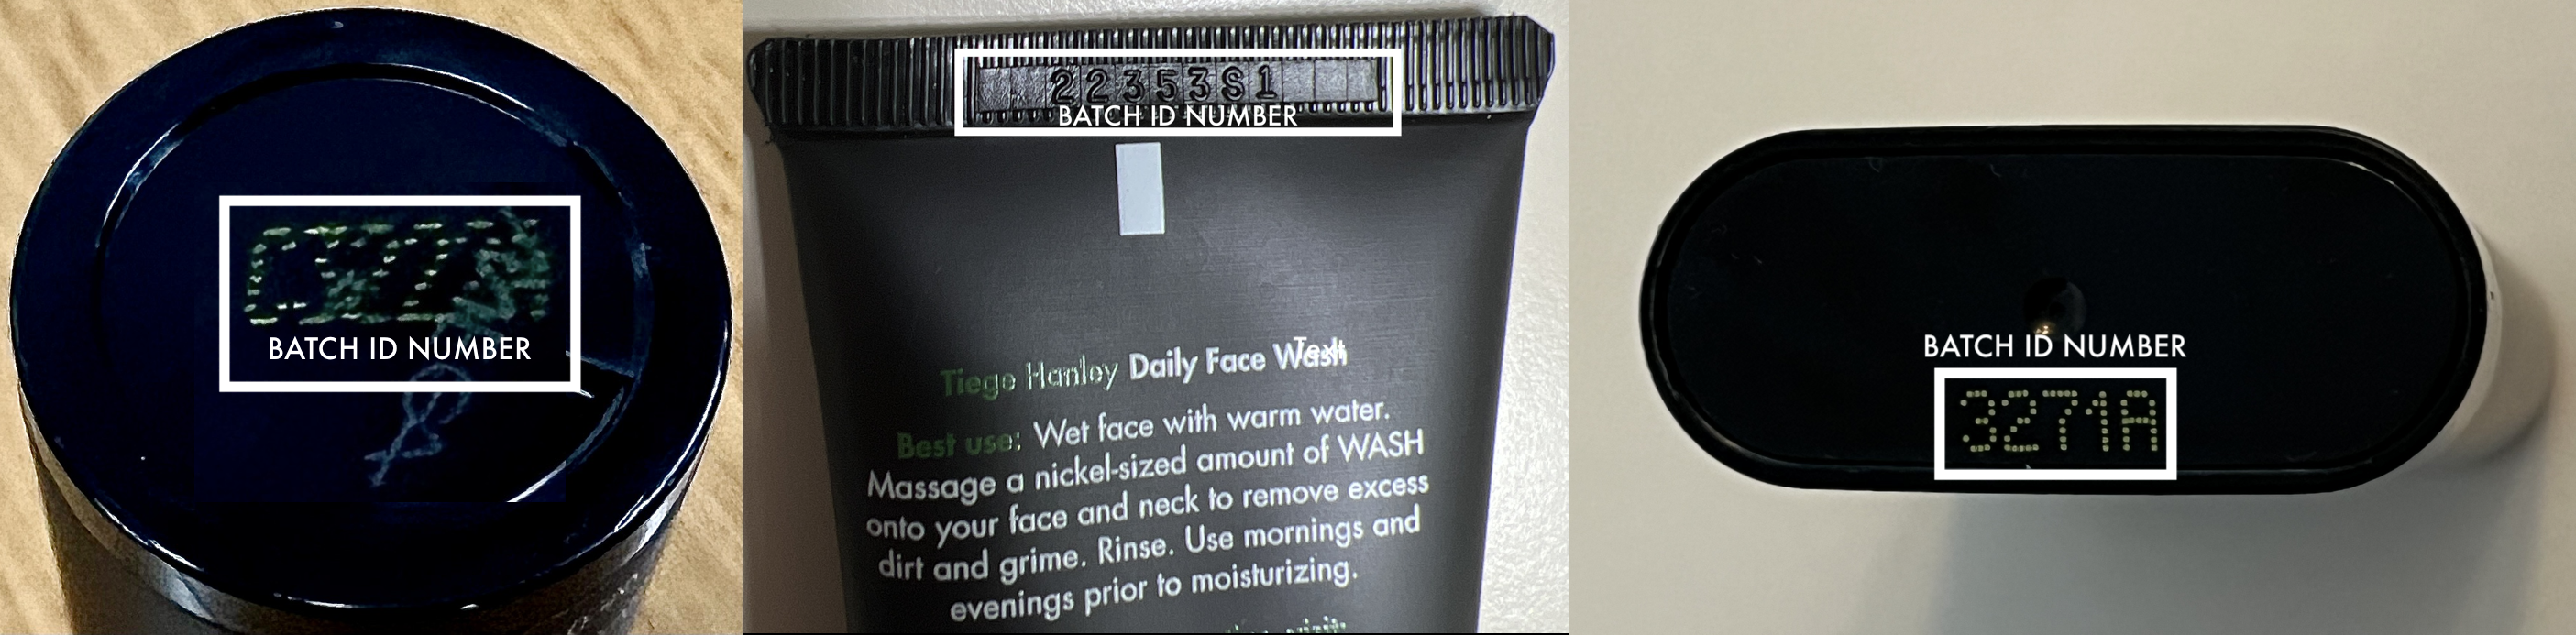 BATCH ID NUMBER
22353S1
BATCH ID NUMBER
Text
Tiege Hanley Daily Face Wash
Best use: Wet face with warm water.
Massage a nickel-sized amount of WASH
onto your face and neck to remove excess
dirt and grime. Rinse. Use mornings and
evenings prior to moisturizing.
visit:
BATCH ID NUMBER
3271A